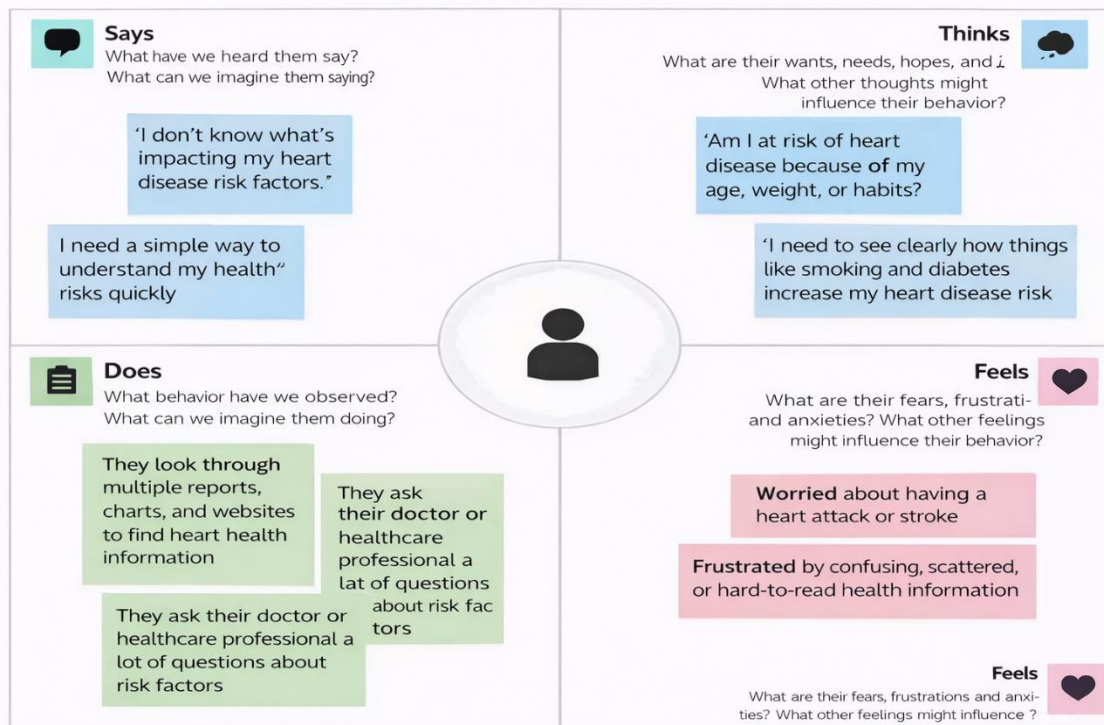 Says
What have we heard them say?
What can we imagine them saying?
'I don't know what's
impacting my heart
disease risk factors.”
I need a simple way to
understand my health”
risks quickly
Thinks
What are their wants, needs, hopes, and i
What other thoughts might
influence their behavior?
'Am I at risk of heart
disease because of my
age, weight, or habits?
'I need to see clearly how things
like smoking and diabetes
increase my heart disease risk
Does
What behavior have we observed?
What can we imagine them doing?
They look through
multiple reports,
charts, and websites
to find heart health
information
They ask
their doctor or
healthcare
professional a
lat of questions
about risk fac
tors
They ask their doctor or
healthcare professional a
lot of questions about
risk factors
Feels
What are their fears, frustrati-
and anxieties? What other feelings
might influence their behavior?
Worried about having a
heart attack or stroke
Frustrated by confusing, scattered,
or hard-to-read health information
Feels
What are their fears, frustrations and anxi-
ties? What other feelings might influence ?